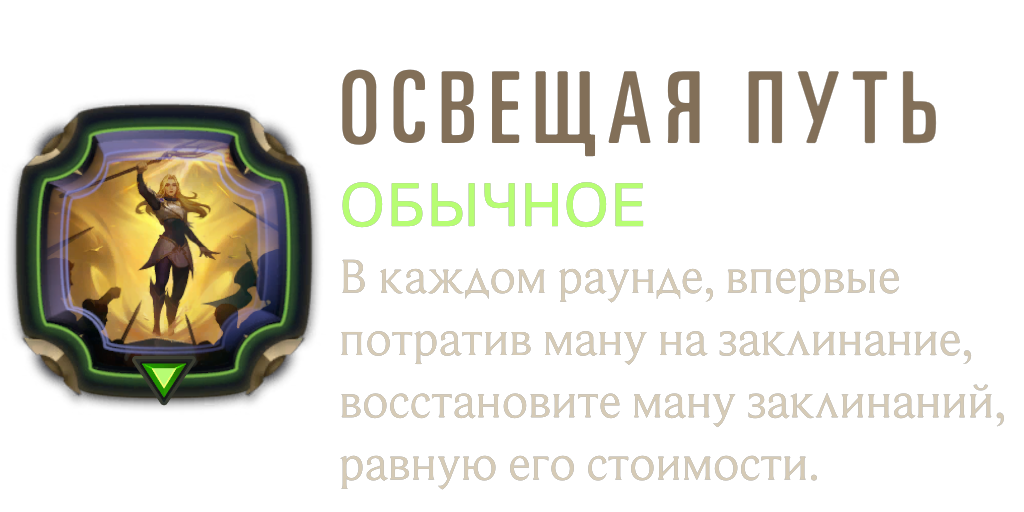 ОСВЕЩАЯ ПУТЬ
ОБЫЧНОЕ
В каждом раунде, впервые
потратив ману на заклинание,
восстановите ману заклинаний,
равную его стоимости.